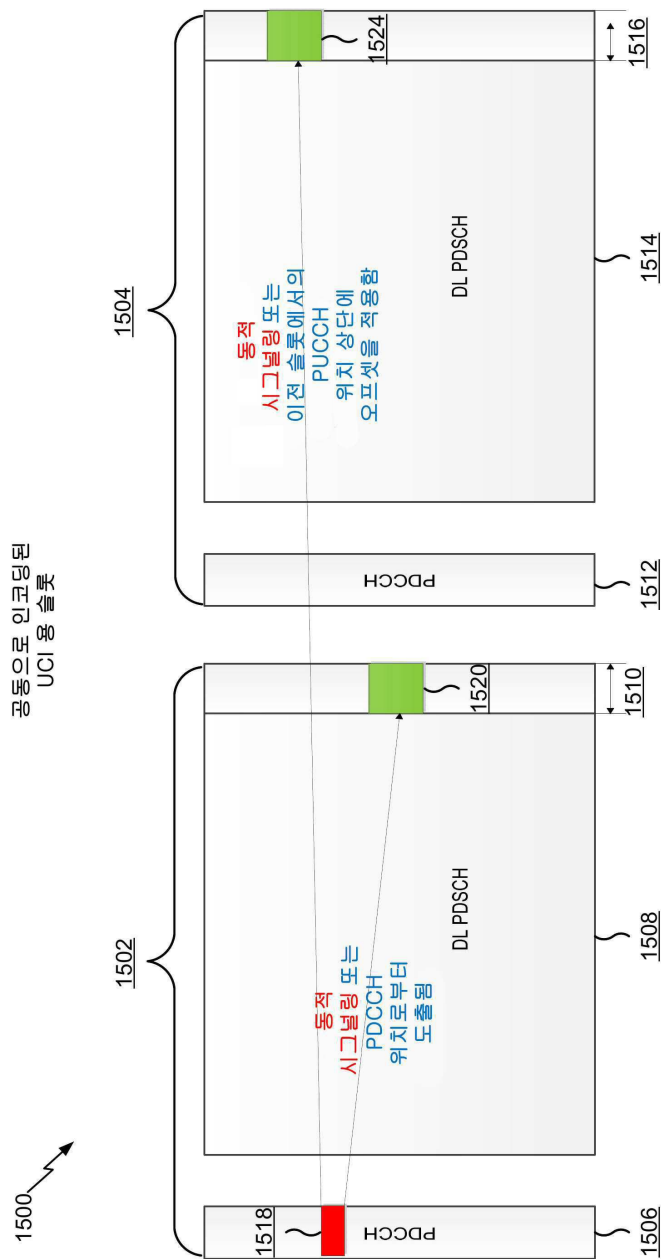 1500
공동으로 인코딩된
UCI 용 슬롯
1502
1504
1518
PDCCH
1506
동적
시그널링 또는
PDCCH
위치로부터
도출됨
DL PDSCH
1508
1520
1510
PDCCH
1512
동적
시그널링 또는
이전 슬롯에서의
PUCCH
위치 상단에
오프셋을 적용함
DL PDSCH
1514
1524
1516